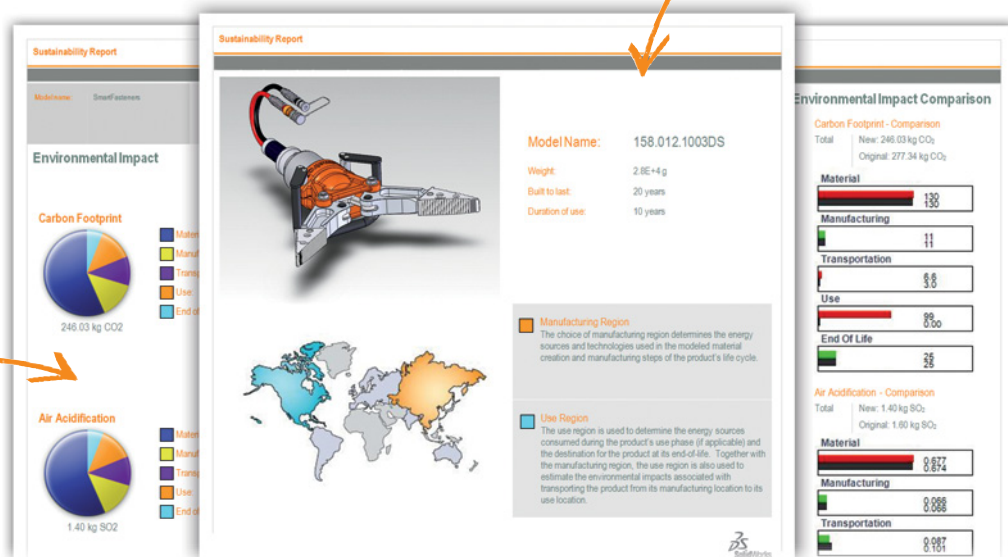 Sustainability Report
Model name: SmartFasteners
Environmental Impact
Carbon Footprint
Use:
246.03 kg CO2
Air Acidification
Use:
1.40 kg SO2
Sustainability Report
Model Name: 158.012.1003DS
Weight: 2.8E+4 g
Built to last: 20 years
Duration of use: 10 years
Manufacturing Region
The choice of manufacturing region determines the energy
sources and technologies used in the modeled material
creation and manufacturing steps of the product's life cycle.
Use Region
The use region is used to determine the energy sources
consumed during the product's use phase (if applicable) and
the destination for the product at its end-of-life. Together with
the manufacturing region, the use region is also used to
estimate the environmental impacts associated with
transporting the product from its manufacturing location to its
use location.
SolidWorks
Environmental Impact Comparison
Carbon Footprint - Comparison
Total New: 246.03 kg CO₂
Original: 277.34 kg CO₂
Material
130
130
Manufacturing
11
11
Transportation
6.6
3.0
Use
99
0.00
End Of Life
25
25
Air Acidification - Comparison
Total New: 1.40 kg SO₂
Original: 1.60 kg SO₂
Material
0.677
0.674
Manufacturing
0.066
0.066
Transportation
0.087
0.101